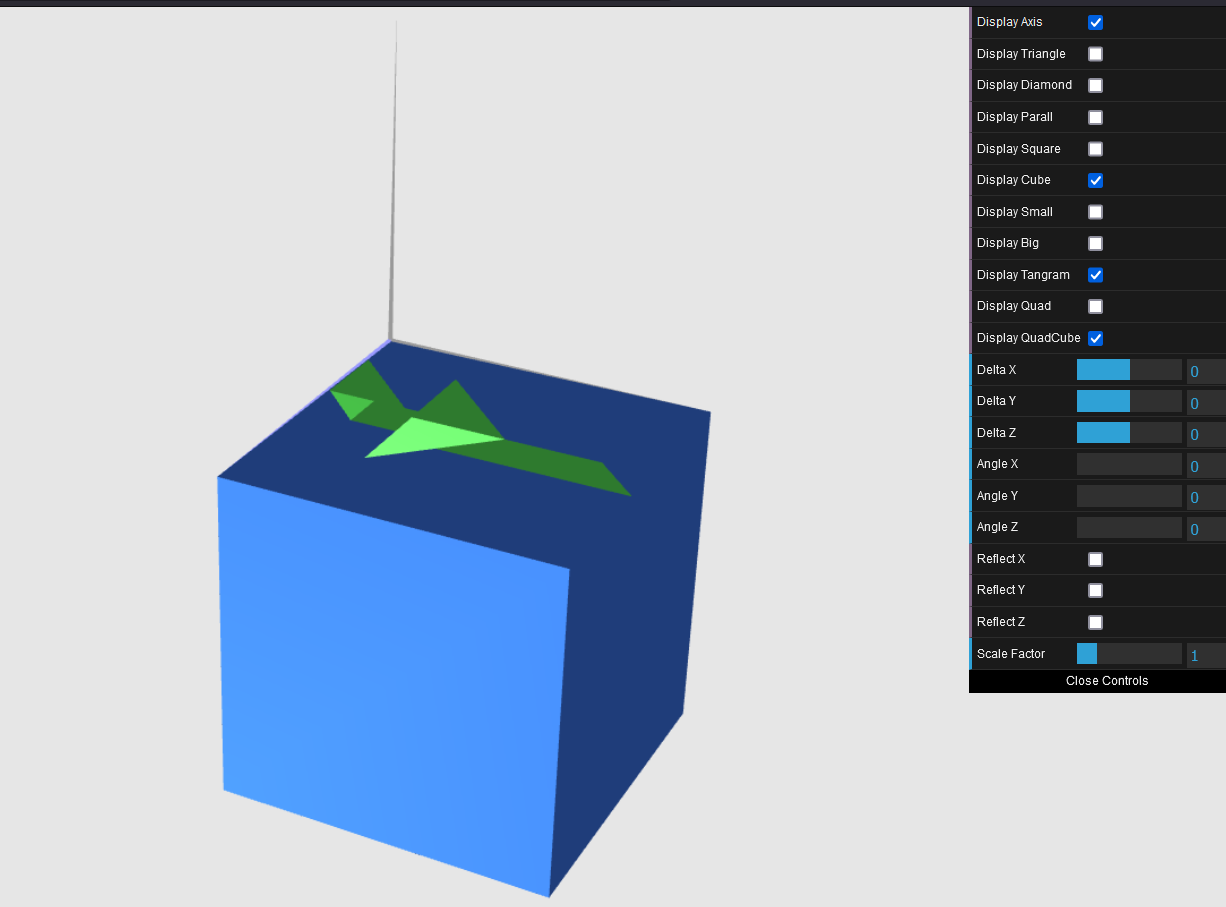 Display Axis
Display Triangle
Display Diamond
Display Parall
Display Square
Display Cube
Display Small
Display Big
Display Tangram
Display Quad
Display QuadCube
Delta X 0
Delta Y 0
Delta Z 0
Angle X 0
Angle Y 0
Angle Z 0
Reflect X
Reflect Y
Reflect Z
Scale Factor 1
Close Controls